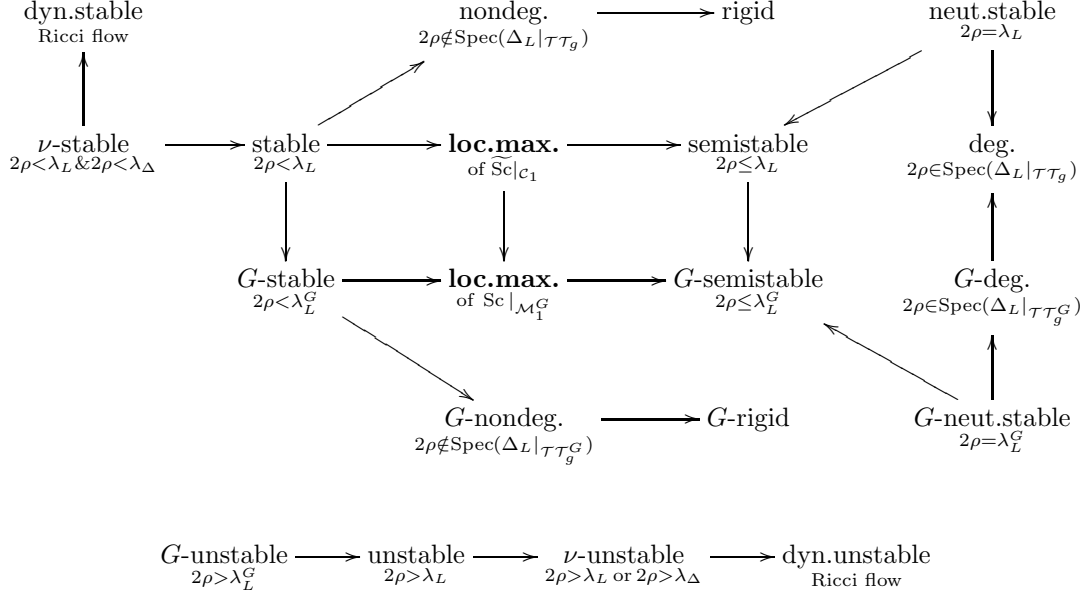 dyn.stable nondeg. rigid neut.stable
Ricci flow 2ρ∉Spec(Δ_L|_{𝒯𝒯_g}) 2ρ=λ_L
ν-stable stable loc.max. semistable deg.
2ρ<λ_L&2ρ<λ_Δ 2ρ<λ_L of S̃c|_{𝒞_1} 2ρ≤λ_L 2ρ∈Spec(Δ_L|_{𝒯𝒯_g})
G-stable loc.max. G-semistable G-deg.
2ρ<λ_L^G of Sc|_{ℳ_1^G} 2ρ≤λ_L^G 2ρ∈Spec(Δ_L|_{𝒯𝒯_g^G})
G-nondeg. G-rigid G-neut.stable
2ρ∉Spec(Δ_L|_{𝒯𝒯_g^G}) 2ρ=λ_L^G
G-unstable unstable ν-unstable dyn.unstable
2ρ>λ_L^G 2ρ>λ_L 2ρ>λ_L or 2ρ>λ_Δ Ricci flow